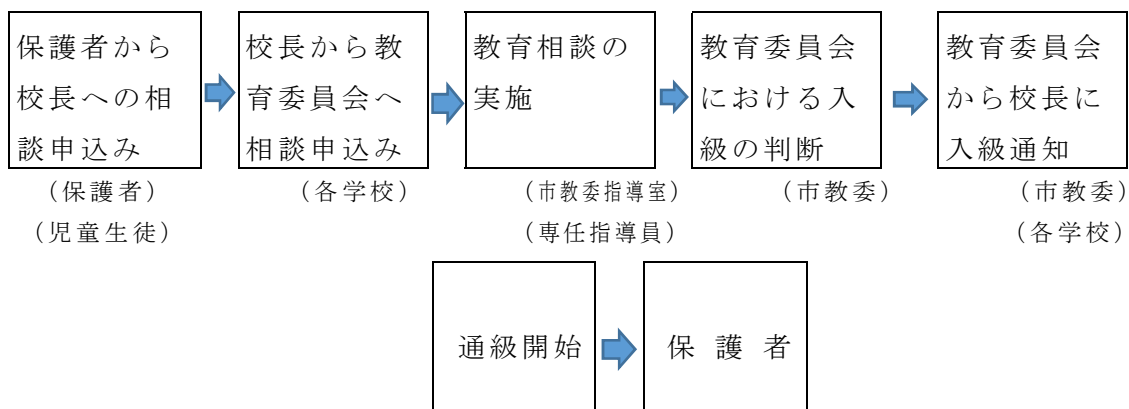 保護者から
校長への相
談申込み
校長から教
育委員会へ
相談申込み
教育相談の
実施
教育委員会
における入
級の判断
教育委員会
から校長に
入級通知
（保護者）
（児童生徒）
（各学校）
（市教委指導室）
（専任指導員）
（市教委）
（市教委）
（各学校）
通級開始
保護者